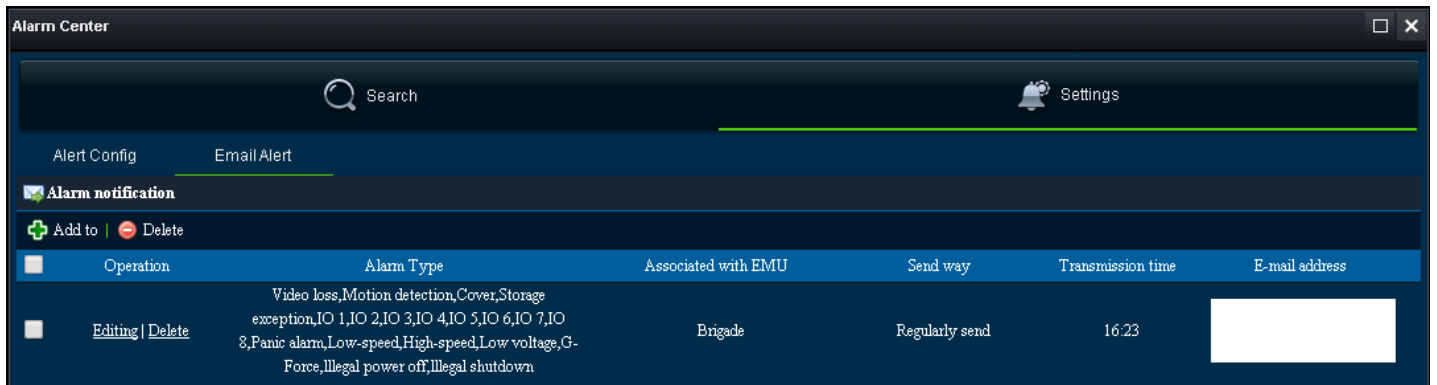 Alarm Center
Search
Settings
Alert Config
Email Alert
Alarm notification
Add to | Delete
Operation
Alarm Type
Associated with EMU
Send way
Transmission time
E-mail address
Editing | Delete
Video loss,Motion detection,Cover,Storage
exception,IO 1,IO 2,IO 3,IO 4,IO 5,IO 6,IO 7,IO
8,Panic alarm,Low-speed,High-speed,Low voltage,G-
Force,Illegal power off,Illegal shutdown
Brigade
Regularly send
16:23